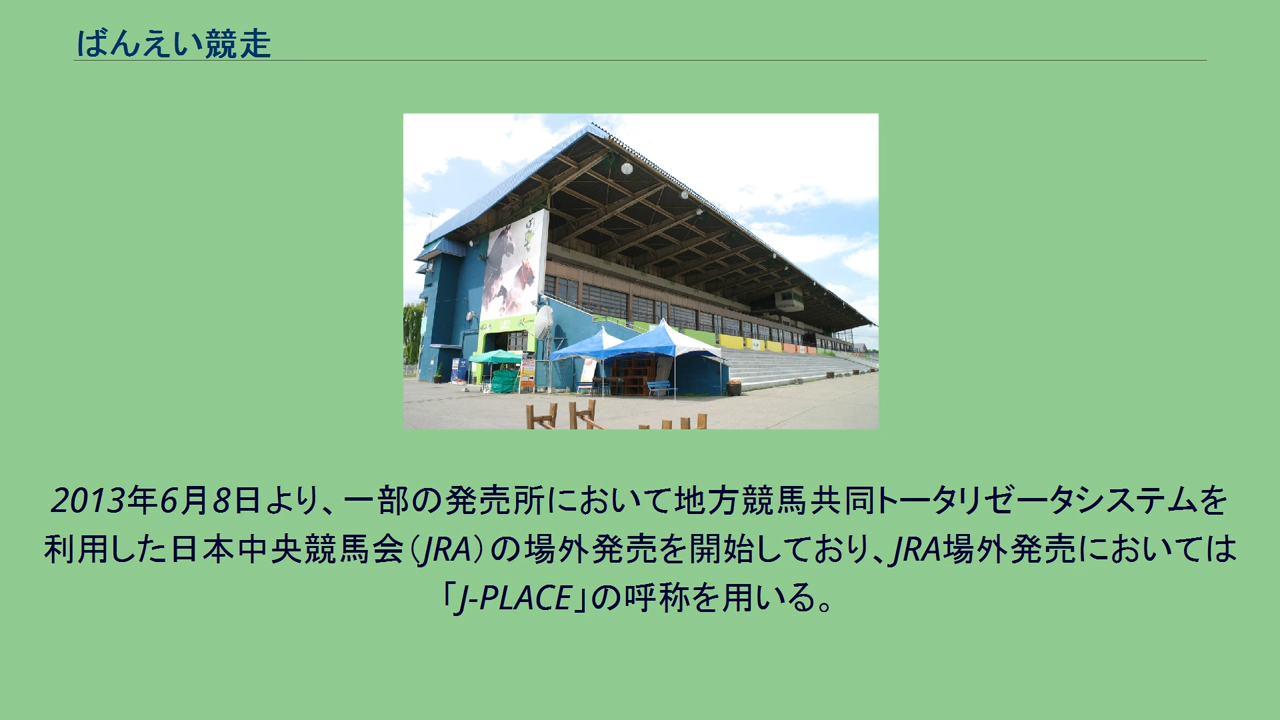 ばんえい競走
2013年6月8日より、一部の発売所において地方競馬共同トータリゼータシステムを
利用した日本中央競馬会（JRA）の場外発売を開始しており、JRA場外発売においては
「J-PLACE」の呼称を用いる。